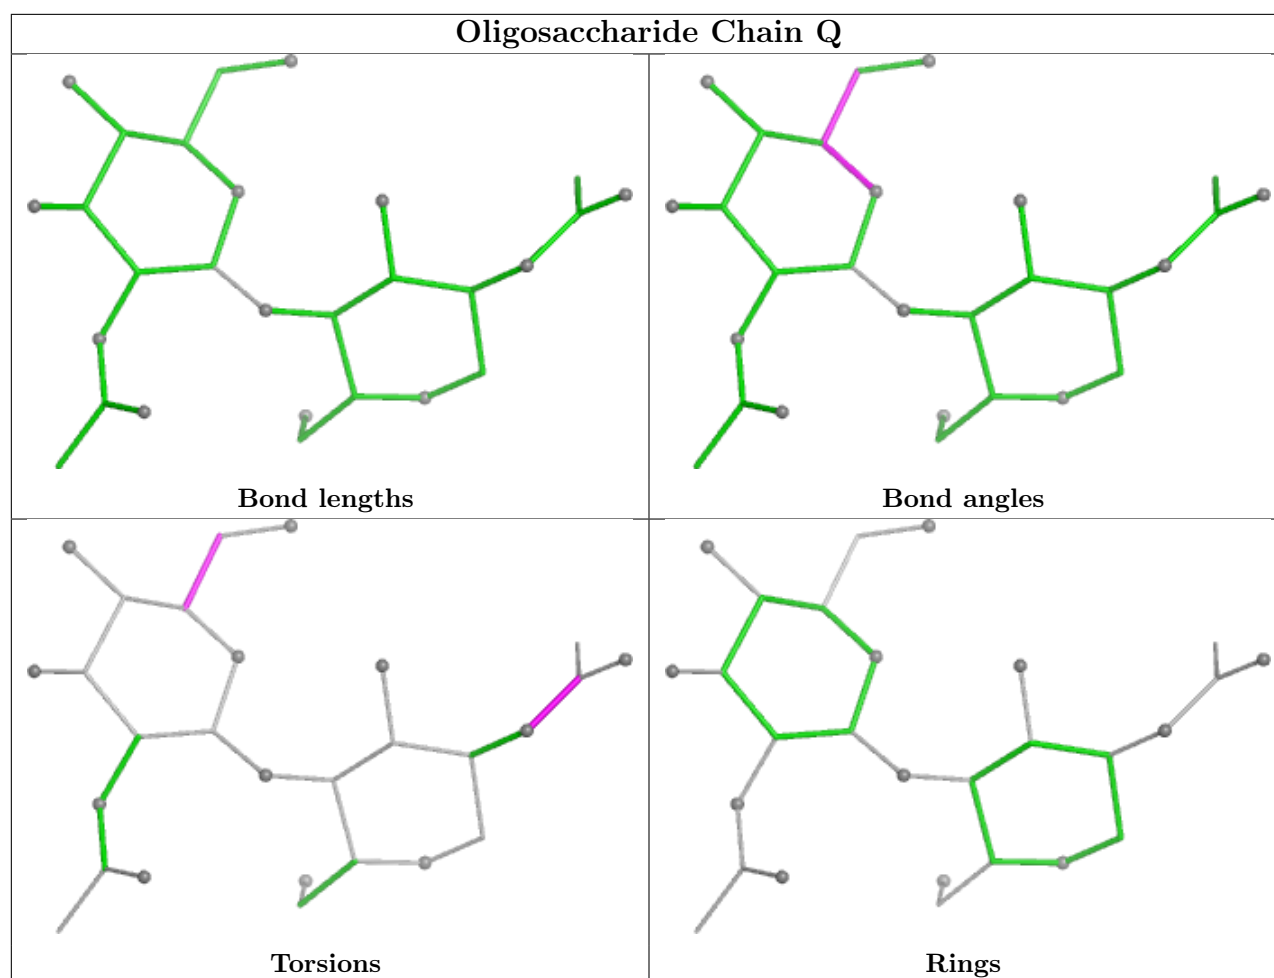 Oligosaccharide Chain Q
Bond lengths
Bond angles
Torsions
Rings